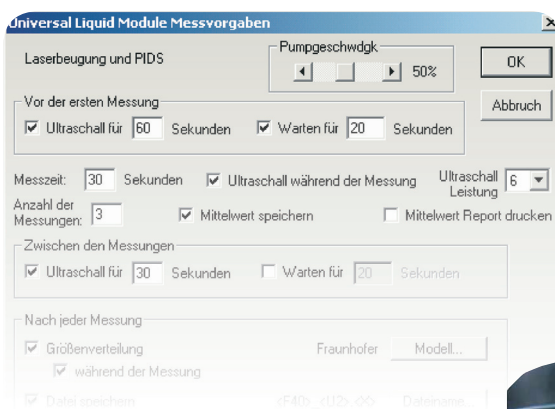 Universal Liquid Module Messvorgaben
Laserbeugung und PIDS
Pumpgeschwdgk
50%
OK
Abbruch
Vor der ersten Messung
Ultraschall für 60 Sekunden Warten für 20 Sekunden
Messzeit: 30 Sekunden Ultraschall während der Messung Ultraschall Leistung 6
Anzahl der Messungen: 3 Mittelwert speichern Mittelwert Report drucken
Zwischen den Messungen
Ultraschall für 30 Sekunden Warten für 20 Sekunden
Nach jeder Messung
Größenverteilung Fraunhofer Modell...
während der Messung
Datei speichern Dateiname...